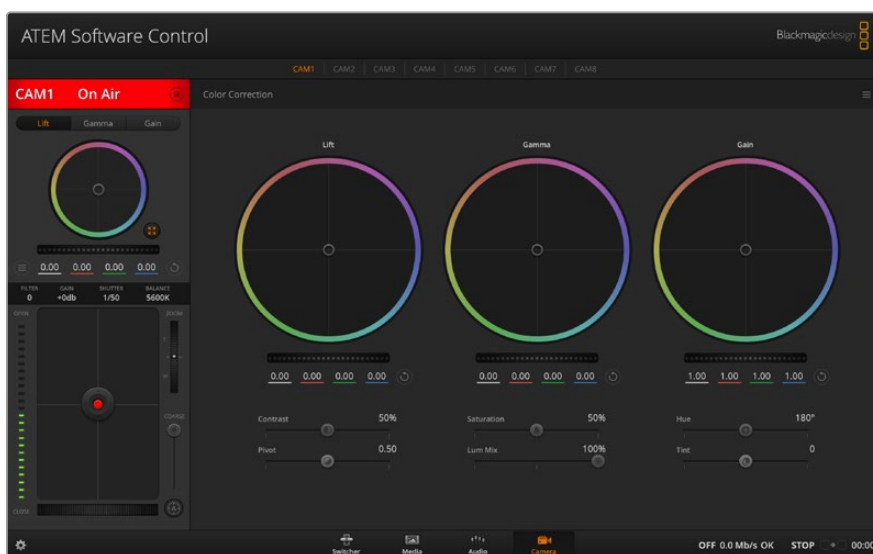 ATEM Software Control
Blackmagicdesign
CAM1 CAM2 CAM3 CAM4 CAM5 CAM6 CAM7 CAM8
CAM1 On Air
Color Correction
Lift Gamma Gain
Lift Gamma Gain
0.00 0.00 0.00 0.00
FILTER GAIN SHUTTER BALANCE
0 +0db 1/50 5600K
OPEN
ZOOM
T
W
COARSE
CLOSE
0.00 0.00 0.00 0.00
0.00 0.00 0.00 0.00
1.00 1.00 1.00 1.00
Contrast 50%
Saturation 50%
Hue 180°
Pivot 0.50
Lum Mix 100%
Tint 0
Switcher Media Audio Camera
OFF 0.0 Mb/s OK STOP 00:00